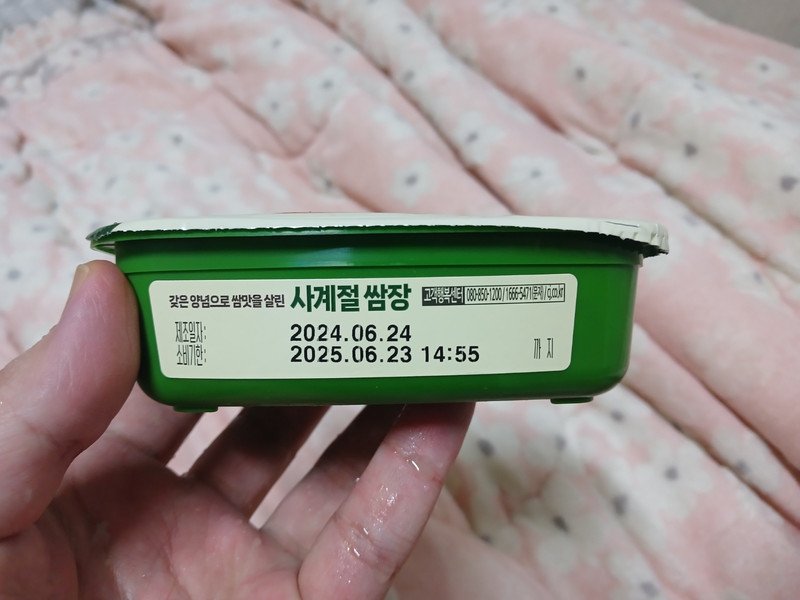 갖은 양념으로 쌈맛을 살린 사계절 쌈장 고객행복센터 080-850-1200 / 1666-5471(문자) / cj.co.kr
제조일자: 2024.06.24
소비기한: 2025.06.23 14:55 까지